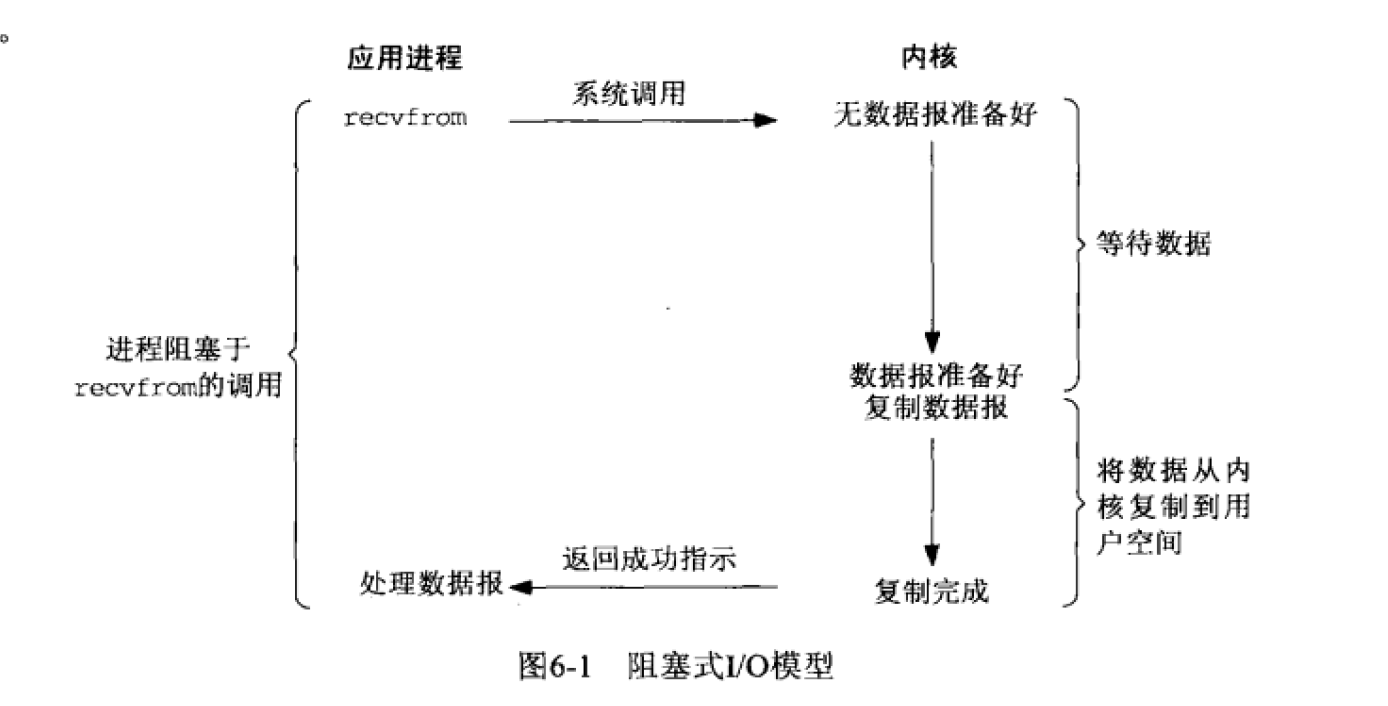 。
应用进程
内核
系统调用
recvfrom
无数据报准备好
等待数据
进程阻塞于
recvfrom的调用
数据报准备好
复制数据报
将数据从内
核复制到用
户空间
返回成功指示
处理数据报
复制完成
图6-1 阻塞式I/O模型